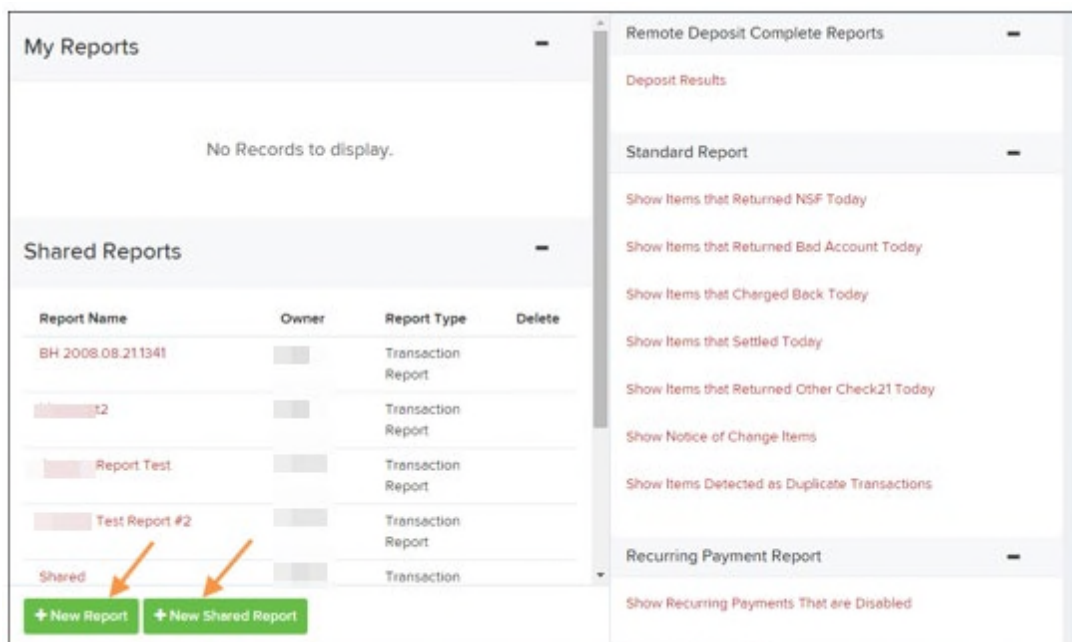 My Reports
No Records to display.
Shared Reports
Report Name Owner Report Type Delete
BH 2008.08.21.1341 Transaction
Report
t2 Transaction
Report
Report Test Transaction
Report
Test Report #2 Transaction
Report
Shared Transaction
+ New Report + New Shared Report
Remote Deposit Complete Reports
Deposit Results
Standard Report
Show Items that Returned NSF Today
Show Items that Returned Bad Account Today
Show Items that Charged Back Today
Show Items that Settled Today
Show Items that Returned Other Check21 Today
Show Notice of Change Items
Show Items Detected as Duplicate Transactions
Recurring Payment Report
Show Recurring Payments That are Disabled